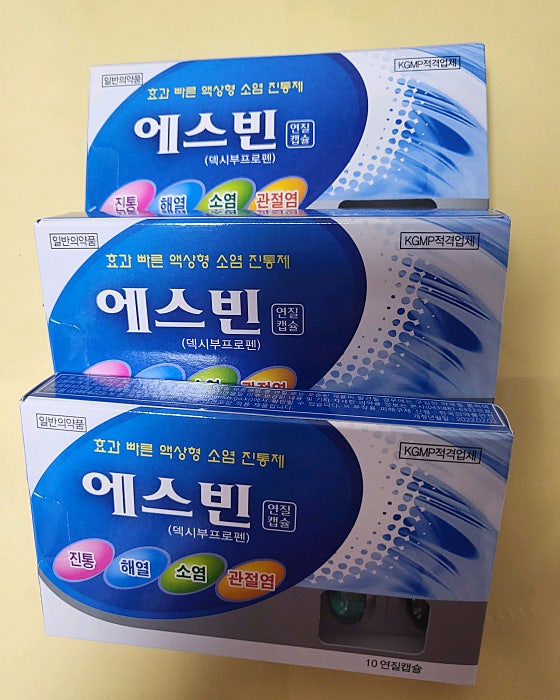 일반의약품
KGMP적격업체
효과 빠른 액상형 소염 진통제
에스빈 연질캡슐
(덱시부프로펜)
진통 해열 소염 관절염
일반의약품
KGMP적격업체
효과 빠른 액상형 소염 진통제
에스빈 연질캡슐
(덱시부프로펜)
소염 관절염
일반의약품
KGMP적격업체
효과 빠른 액상형 소염 진통제
에스빈 연질캡슐
(덱시부프로펜)
진통 해열 소염 관절염
10 연질캡슐